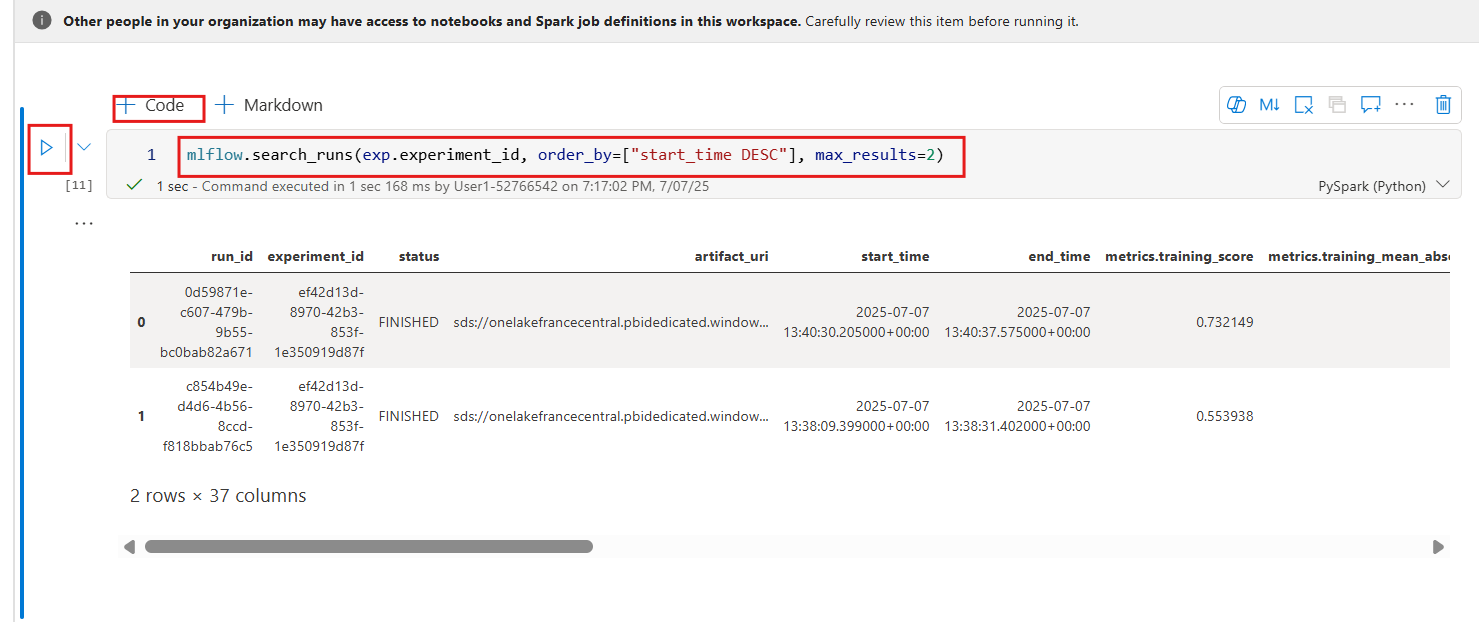 Other people in your organization may have access to notebooks and Spark job definitions in this workspace. Carefully review this item before running it.
+ Code + Markdown
M↓ ...
1 mlflow.search_runs(exp.experiment_id, order_by=["start_time DESC"], max_results=2)
[11] 1 sec - Command executed in 1 sec 168 ms by User1-52766542 on 7:17:02 PM, 7/07/25 PySpark (Python)
...
run_id experiment_id status artifact_uri start_time end_time metrics.training_score metrics.training_mean_abs
0d59871e- ef42d13d-
c607-479b- 8970-42b3- 2025-07-07 2025-07-07
0 FINISHED sds://onelakefrancecentral.pbidedicated.window... 0.732149
9b55- 853f- 13:40:30.205000+00:00 13:40:37.575000+00:00
bc0bab82a671 1e350919d87f
c854b49e- ef42d13d-
d4d6-4b56- 8970-42b3- 2025-07-07 2025-07-07
1 FINISHED sds://onelakefrancecentral.pbidedicated.window... 0.553938
8ccd- 853f- 13:38:09.399000+00:00 13:38:31.402000+00:00
f818bbab76c5 1e350919d87f
2 rows × 37 columns